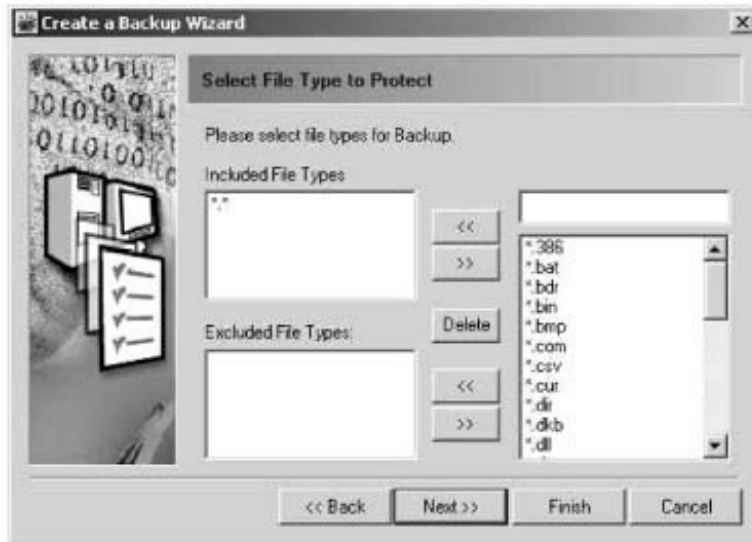 Create a Backup Wizard
Select File Type to Protect
Please select file types for Backup.
Included File Types
*.*
<<
>>
Delete
Excluded File Types:
<<
>>
*.386
*.bat
*.bdr
*.bin
*.bmp
*.com
*.csv
*.cur
*.dir
*.dkb
*.dll
<< Back
Next >>
Finish
Cancel